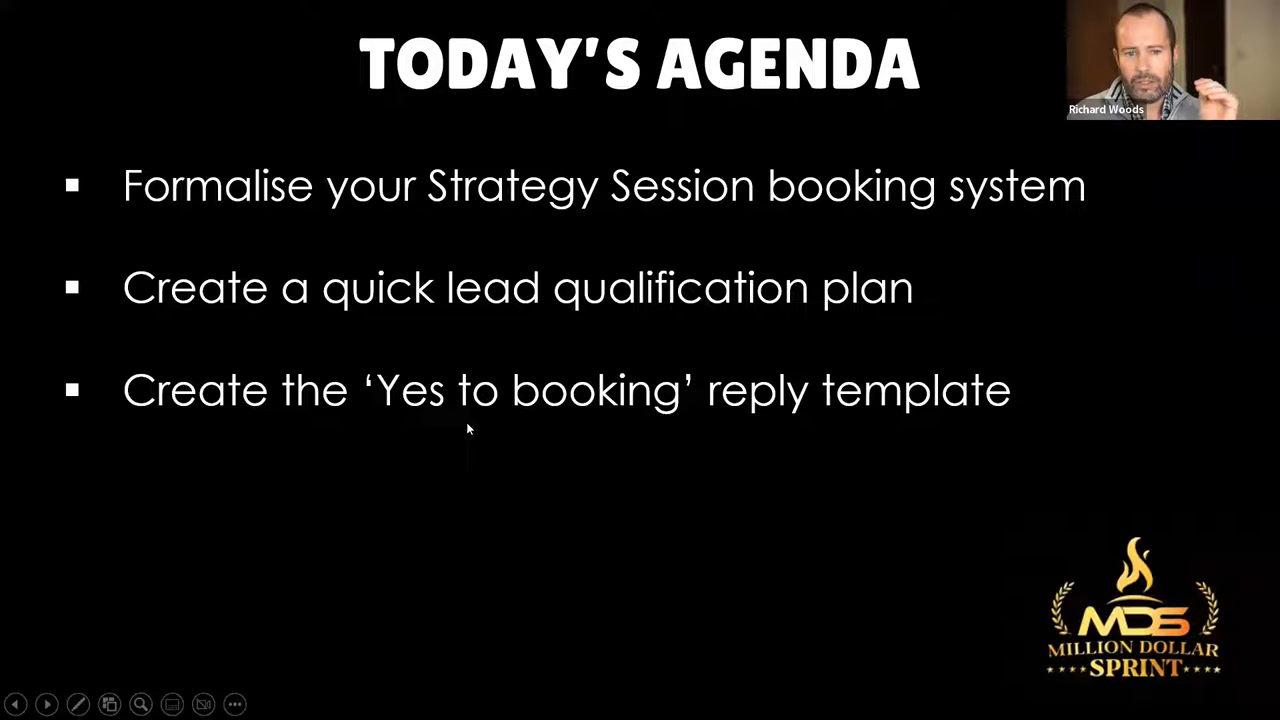 TODAY'S AGENDA
Richard Woods
▪ Formalise your Strategy Session booking system
▪ Create a quick lead qualification plan
▪ Create the ‘Yes to booking’ reply template
MDS
MILLION DOLLAR
SPRINT